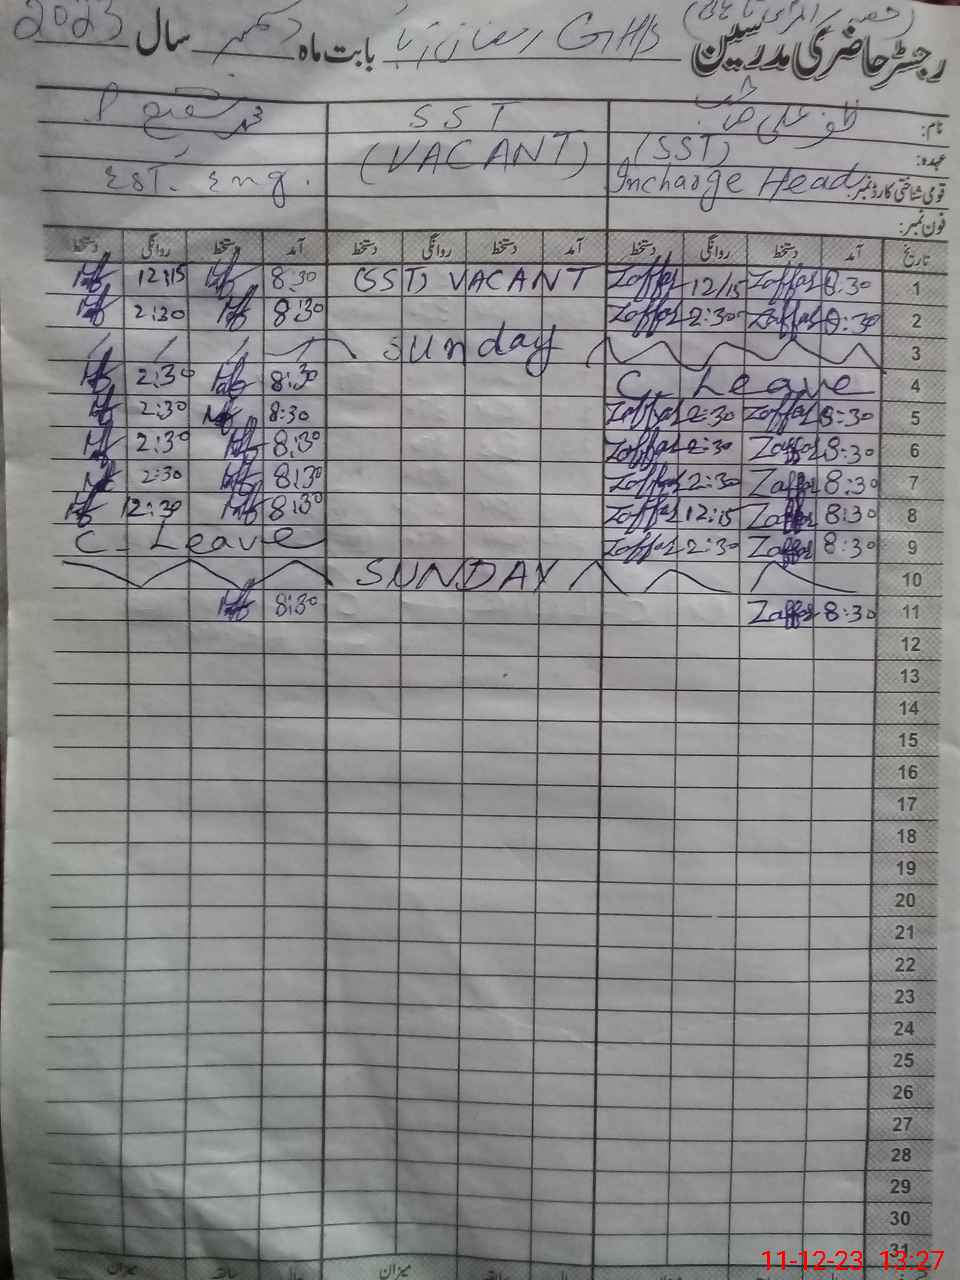 رجسٹر حاضری مدرسین GHS بابت ماہ دسمبر سال 2023
نام: ظفر علی SST محمد شفیع
عہدہ: (SST) (VACANT)
قومی شناختی کارڈ نمبر: Incharge Head EST. Eng.
فون نمبر:
تاریخ آمد دستخط روانگی دستخط آمد دستخط روانگی دستخط آمد دستخط روانگی دستخط
1 8.30 Zaffar 12/15 Zaffar (SST) VACANT 8:30 12:15
2 8:30 Zaffar 2:30 Zaffar 8:30 2:30
3 Sunday
4 C. Leave 8:30 2:30
5 8:30 Zaffar 2:30 Zaffar 8:30 2:30
6 8:30 Zaffar 2:30 Zaffar 8:30 2:30
7 8:30 Zaffar 2:30 Zaffar 8:30 2:30
8 8:30 Zaffar 12:15 Zaffar 8:30 12:30
9 8:30 Zaffar 2:30 Zaffar C. Leave
10 SUNDAY
11 8:30 Zaffar 8:30
12
13
14
15
16
17
18
19
20
21
22
23
24
25
26
27
28
29
30
31
میزان میزان
11-12-23 13:27